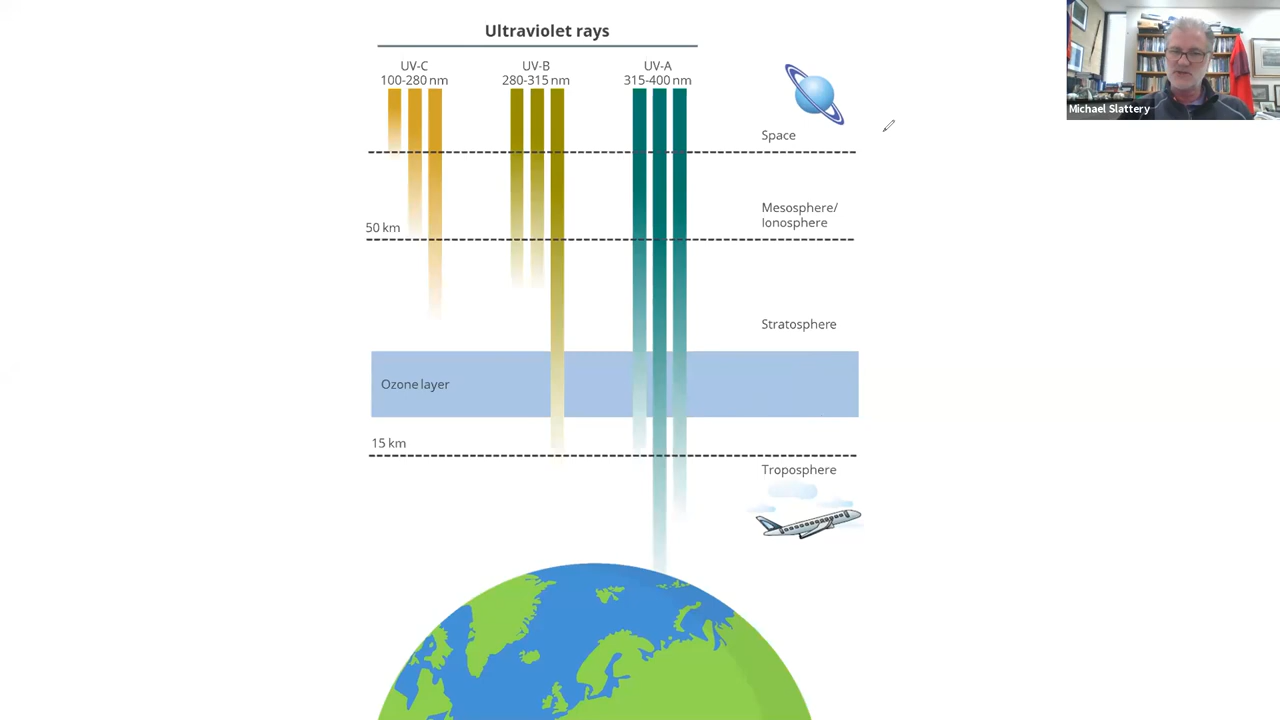 Ultraviolet rays
UV-C
100-280 nm
UV-B
280-315 nm
UV-A
315-400 nm
Space
Mesosphere/
Ionosphere
50 km
Stratosphere
Ozone layer
15 km
Troposphere
Michael Slattery